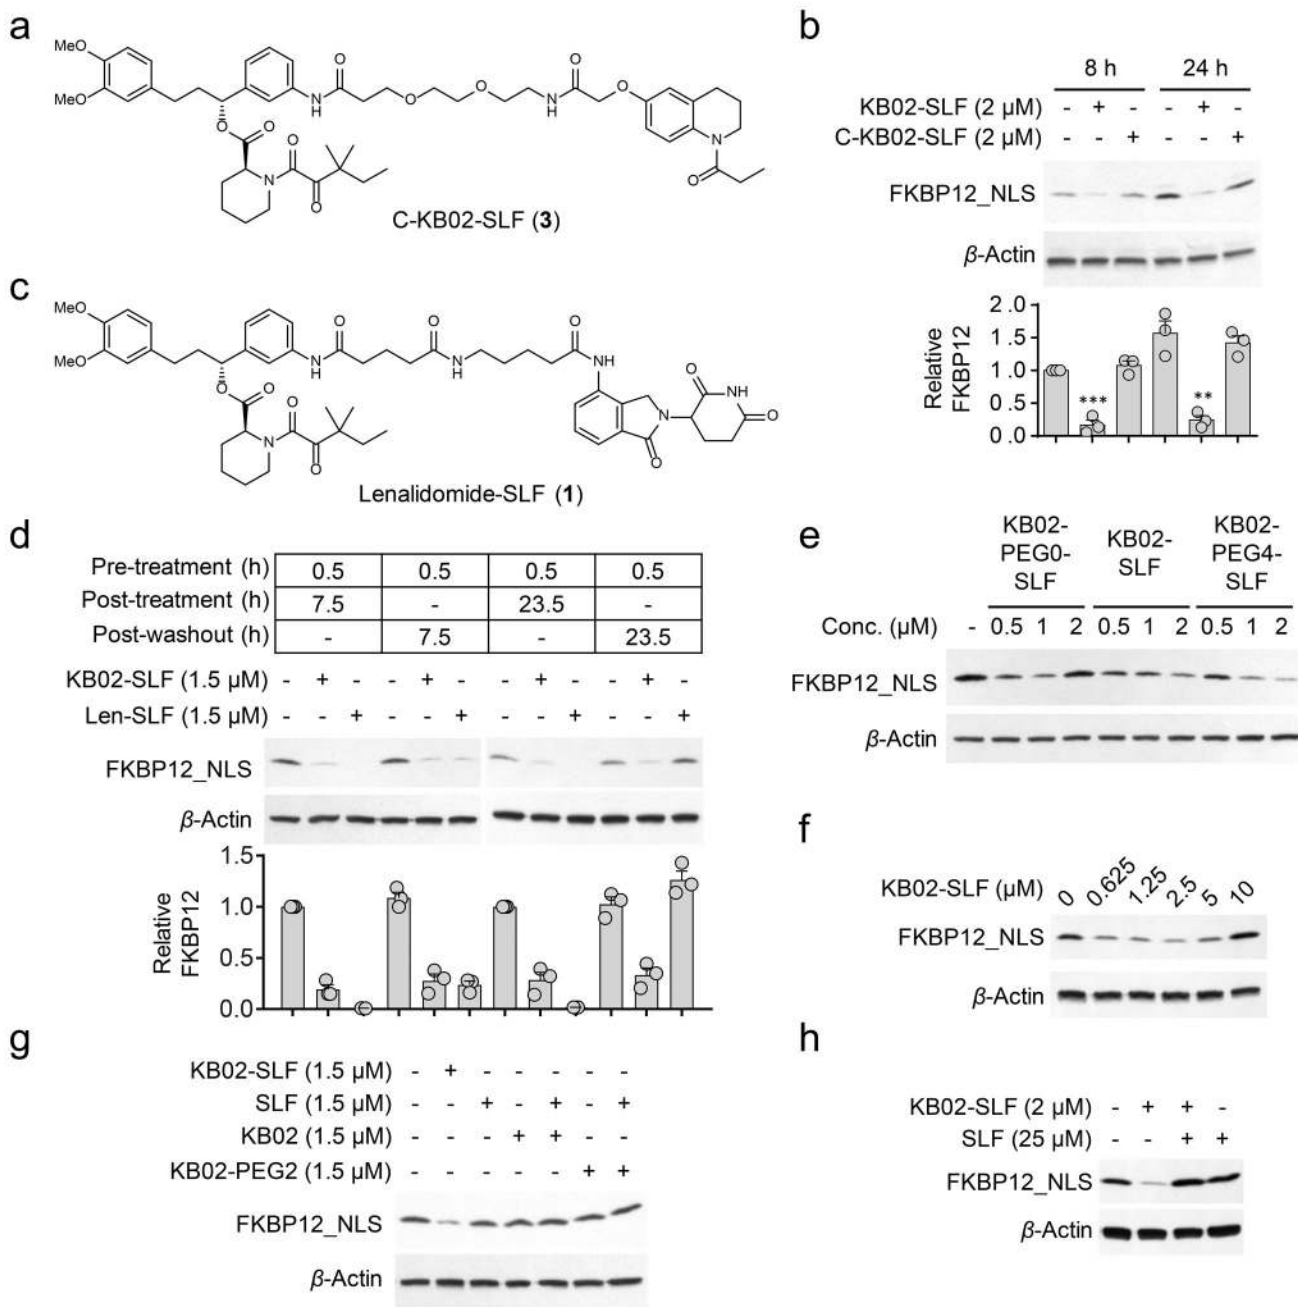 a
MeO
MeO
O
N
H
O
O
O
N
H
O
O
N
O
O
O
N
O
O
C-KB02-SLF (3)
b
8 h 24 h
KB02-SLF (2 µM) - + - - + -
C-KB02-SLF (2 µM) - - + - - +
FKBP12_NLS
β-Actin
Relative
FKBP12
2.0
1.5
1.0
0.5
0
*** **
c
MeO
MeO
O
N
H
O
N
H
O
H
N
O
NH
O
N
O
O
O
N
O
O
Lenalidomide-SLF (1)
d
Pre-treatment (h) 0.5 0.5 0.5 0.5
Post-treatment (h) 7.5 - 23.5 -
Post-washout (h) - 7.5 - 23.5
KB02-SLF (1.5 µM) - + - - + - - + - - + -
Len-SLF (1.5 µM) - - + - - + - - + - - +
FKBP12_NLS
β-Actin
Relative
FKBP12
1.5
1.0
0.5
0.0
e
KB02-
PEG0-
SLF
KB02-
SLF
KB02-
PEG4-
SLF
Conc. (µM) - 0.5 1 2 0.5 1 2 0.5 1 2
FKBP12_NLS
β-Actin
f
KB02-SLF (µM) 0 0.625 1.25 2.5 5 10
FKBP12_NLS
β-Actin
g
KB02-SLF (1.5 µM) - + - - - - -
SLF (1.5 µM) - - + - + - +
KB02 (1.5 µM) - - - + + - -
KB02-PEG2 (1.5 µM) - - - - - + +
FKBP12_NLS
β-Actin
h
KB02-SLF (2 µM) - + + -
SLF (25 µM) - - + +
FKBP12_NLS
β-Actin